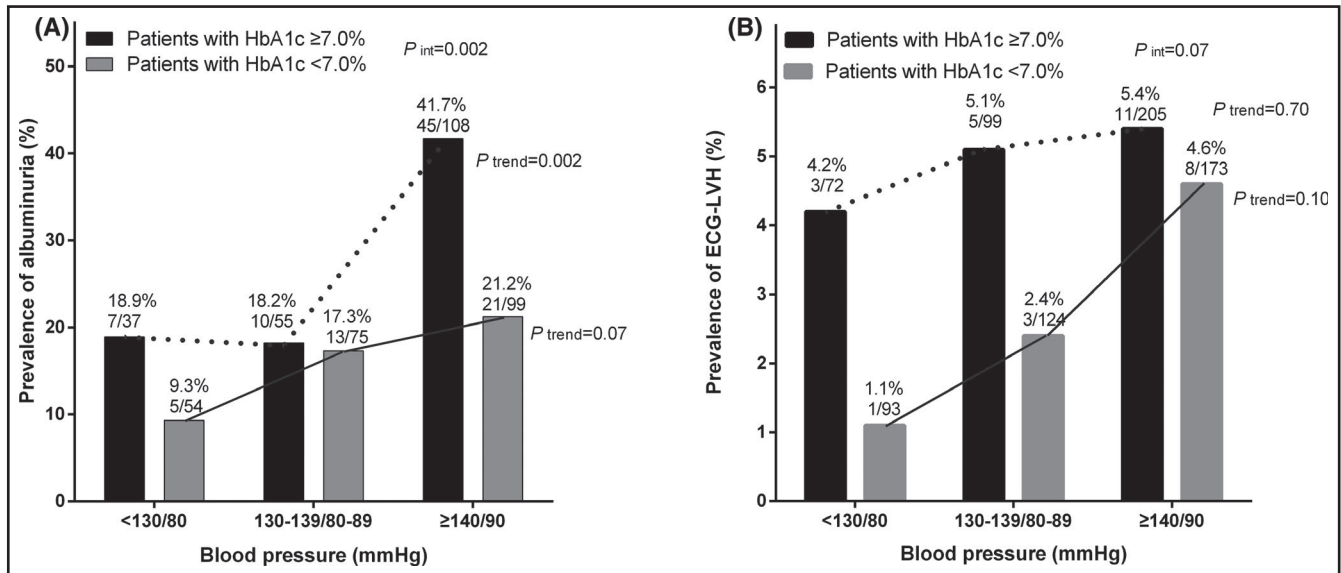 (A)
Patients with HbA1c ≥7.0%
Patients with HbA1c <7.0%
P int=0.002
Prevalence of albuminuria (%)
50
40
30
20
10
0
18.9%
7/37
9.3%
5/54
18.2%
10/55
17.3%
13/75
41.7%
45/108
21.2%
21/99
P trend=0.002
P trend=0.07
<130/80
130-139/80-89
≥140/90
Blood pressure (mmHg)
(B)
Patients with HbA1c ≥7.0%
Patients with HbA1c <7.0%
P int=0.07
Prevalence of ECG-LVH (%)
6
5
4
3
2
1
0
4.2%
3/72
1.1%
1/93
5.1%
5/99
2.4%
3/124
5.4%
11/205
4.6%
8/173
P trend=0.70
P trend=0.10
<130/80
130-139/80-89
≥140/90
Blood pressure (mmHg)